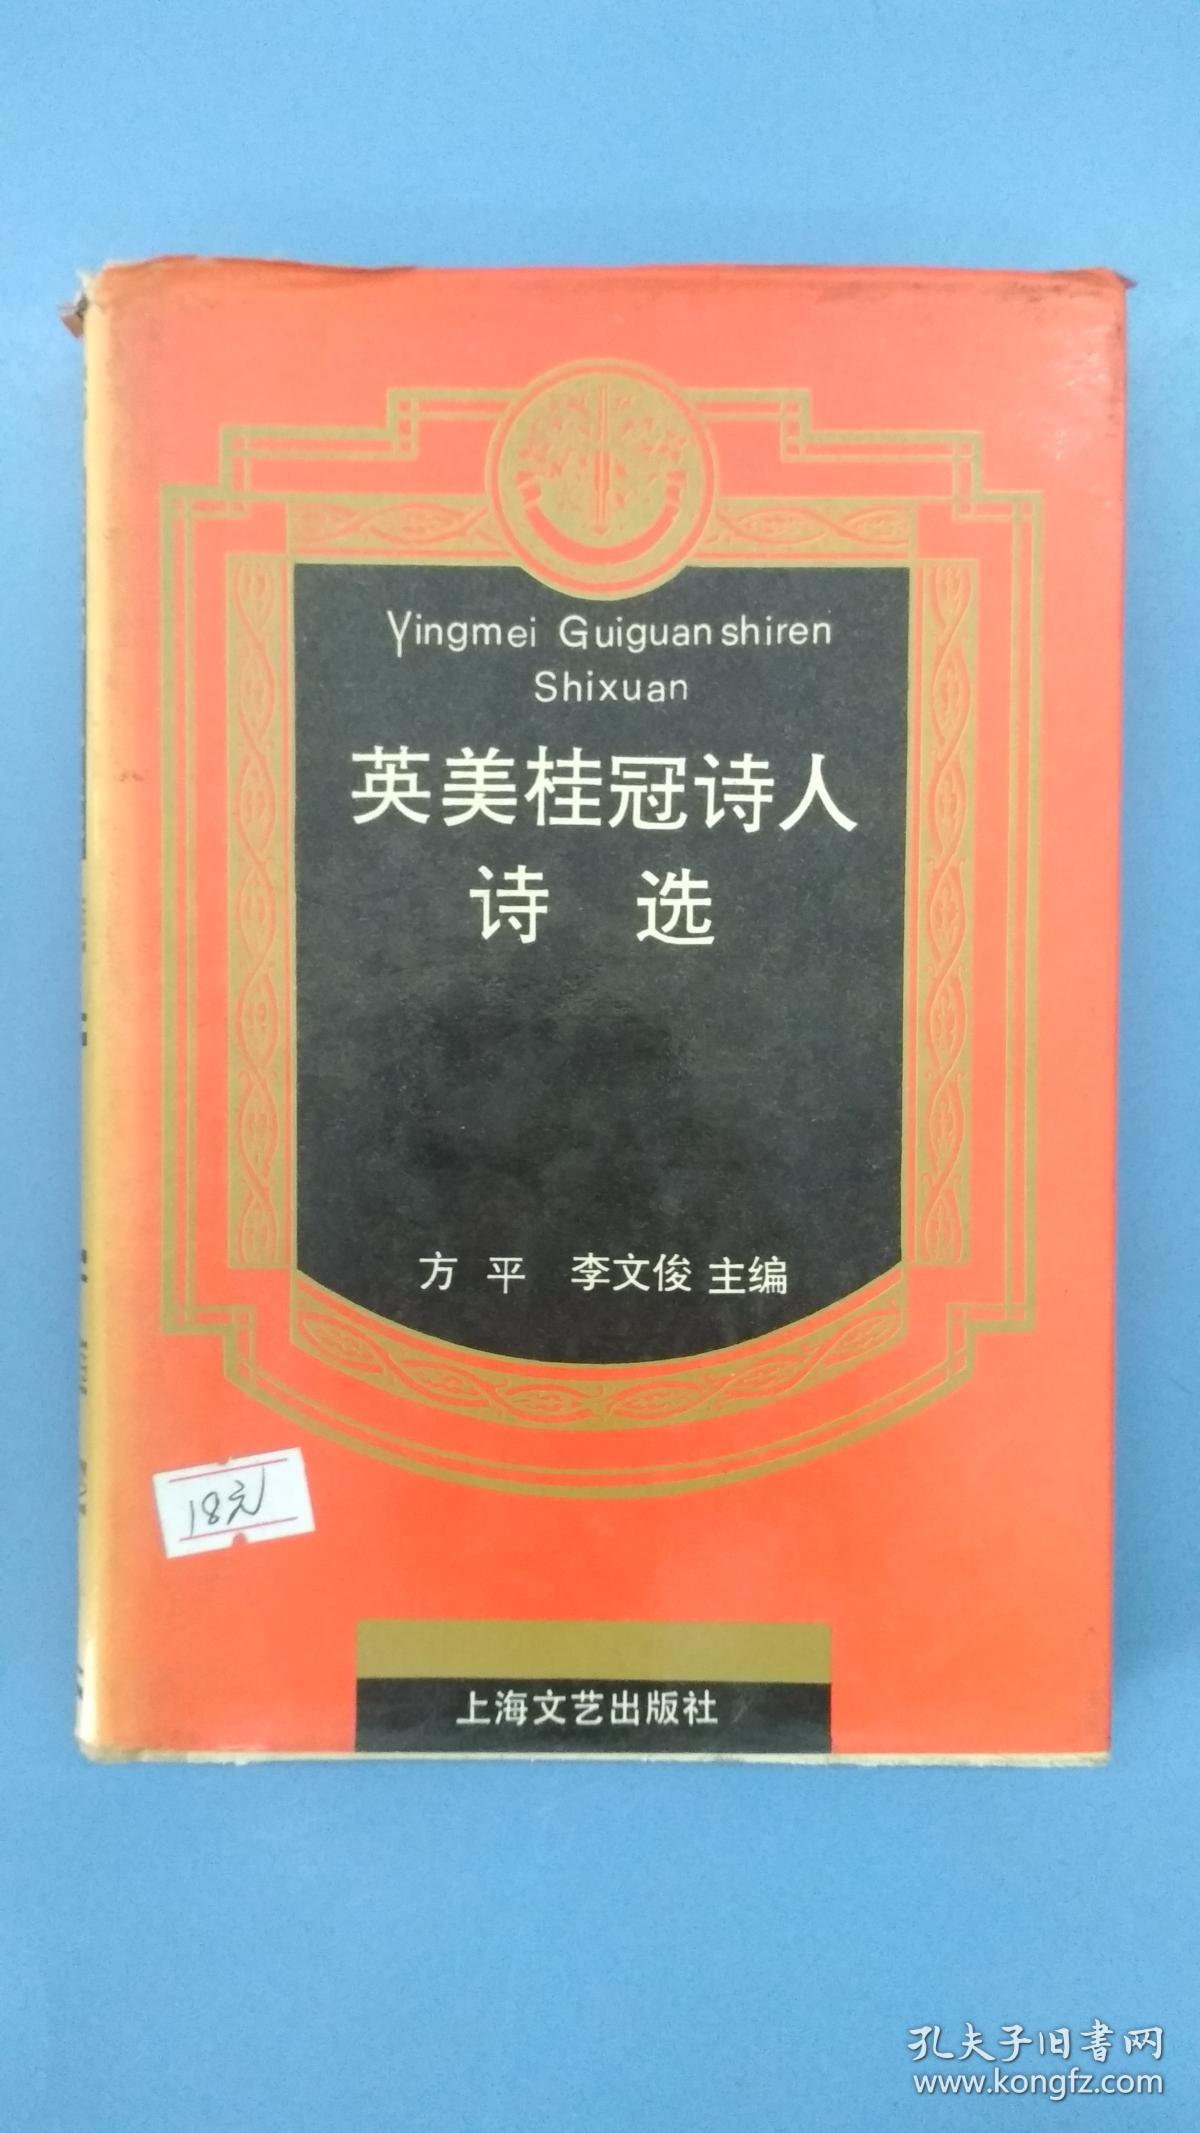 Yingmei Guiguanshiren
Shixuan
英美桂冠诗人
诗 选
方 平 李文俊 主编
18元
上海文艺出版社
孔夫子旧书网
www.kongfz.com